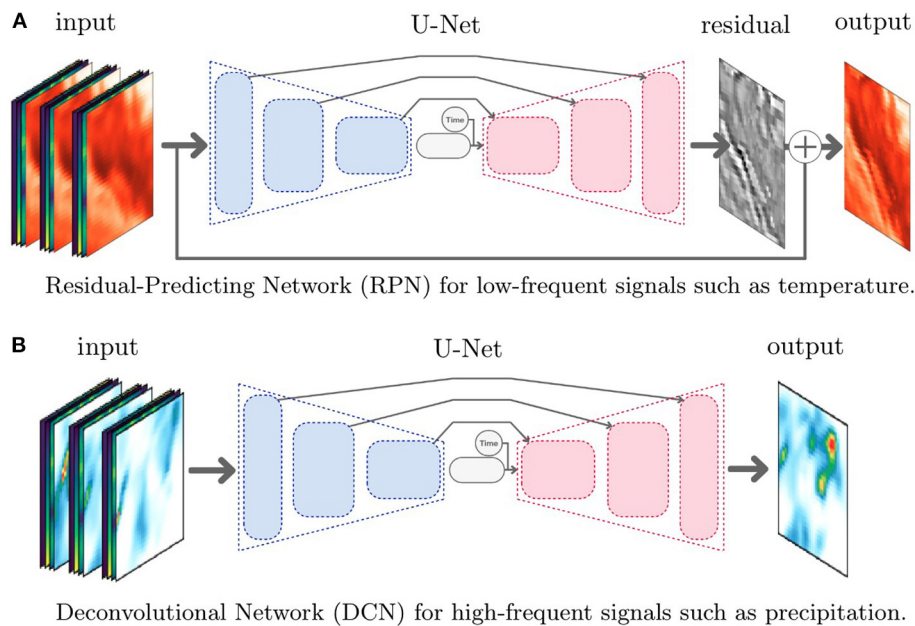 A
input U-Net residual output
Time
Residual-Predicting Network (RPN) for low-frequent signals such as temperature.
B
input U-Net output
Time
Deconvolutional Network (DCN) for high-frequent signals such as precipitation.